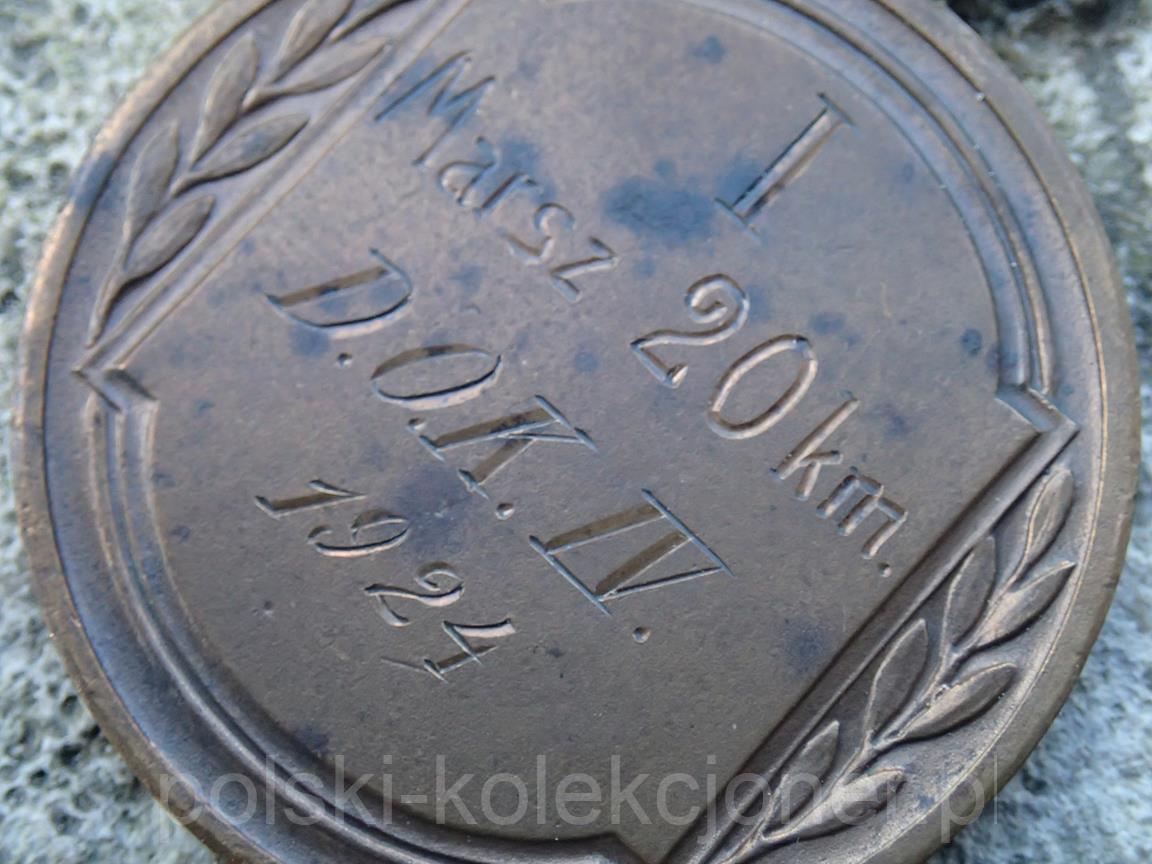 I
Marsz 20 km.
D.O.K. IV.
1924
polski-kolekcjoner.pl